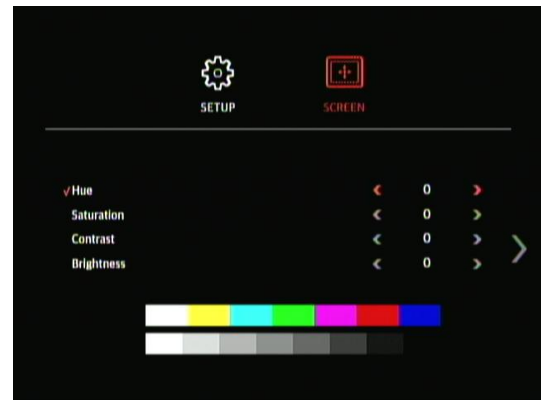 SETUP SCREEN
√ Hue < 0 >
Saturation < 0 >
Contrast < 0 >
Brightness < 0 >